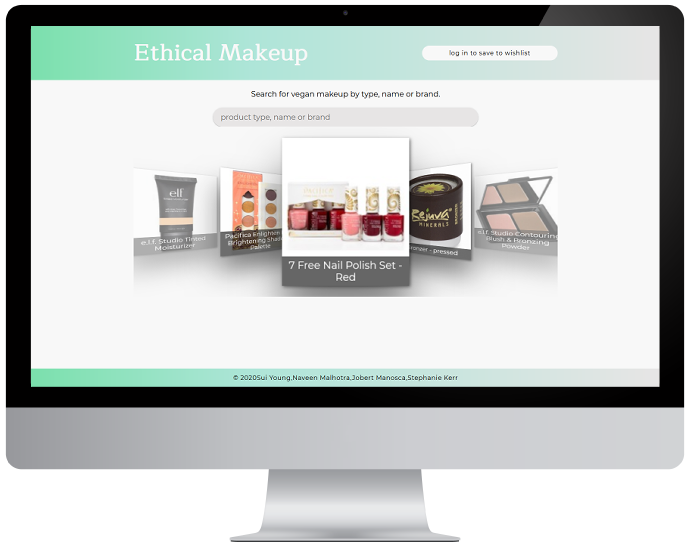 Ethical Makeup
log in to save to wishlist
Search for vegan makeup by type, name or brand.
product type, name or brand
elf
e.l.f. Studio Tinted
Moisturizer
Pacifica Enlighten
Brightening Shadow
Palette
PACIFICA
7 Free Nail Polish Set -
Red
Rejuva
MINERALS
- pressed
e.l.f. Studio Contouring
Blush & Bronzing
Powder
© 2020Sui Young,Naveen Malhotra,Jobert Manosca,Stephanie Kerr